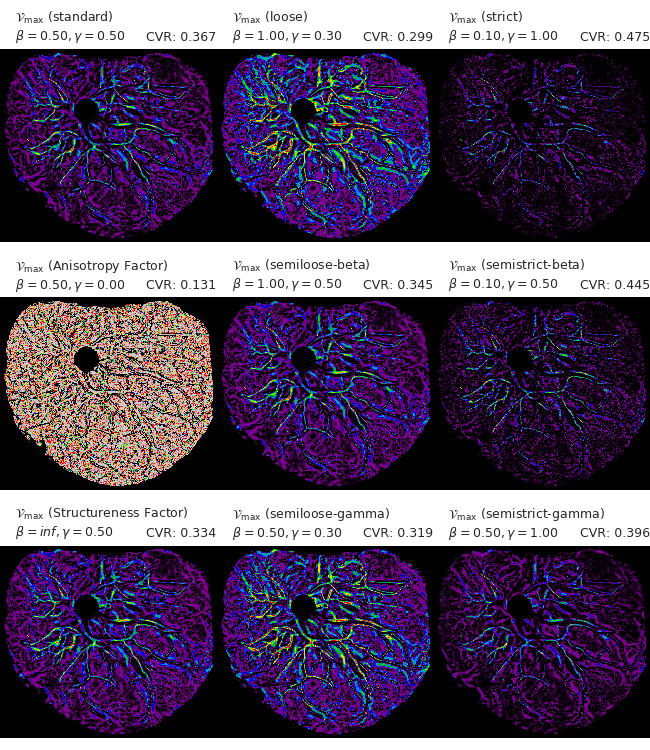 𝒱max (standard)
β = 0.50, γ = 0.50 CVR: 0.367
𝒱max (loose)
β = 1.00, γ = 0.30 CVR: 0.299
𝒱max (strict)
β = 0.10, γ = 1.00 CVR: 0.475
𝒱max (Anisotropy Factor)
β = 0.50, γ = 0.00 CVR: 0.131
𝒱max (semiloose-beta)
β = 1.00, γ = 0.50 CVR: 0.345
𝒱max (semistrict-beta)
β = 0.10, γ = 0.50 CVR: 0.445
𝒱max (Structureness Factor)
β = inf, γ = 0.50 CVR: 0.334
𝒱max (semiloose-gamma)
β = 0.50, γ = 0.30 CVR: 0.319
𝒱max (semistrict-gamma)
β = 0.50, γ = 1.00 CVR: 0.396